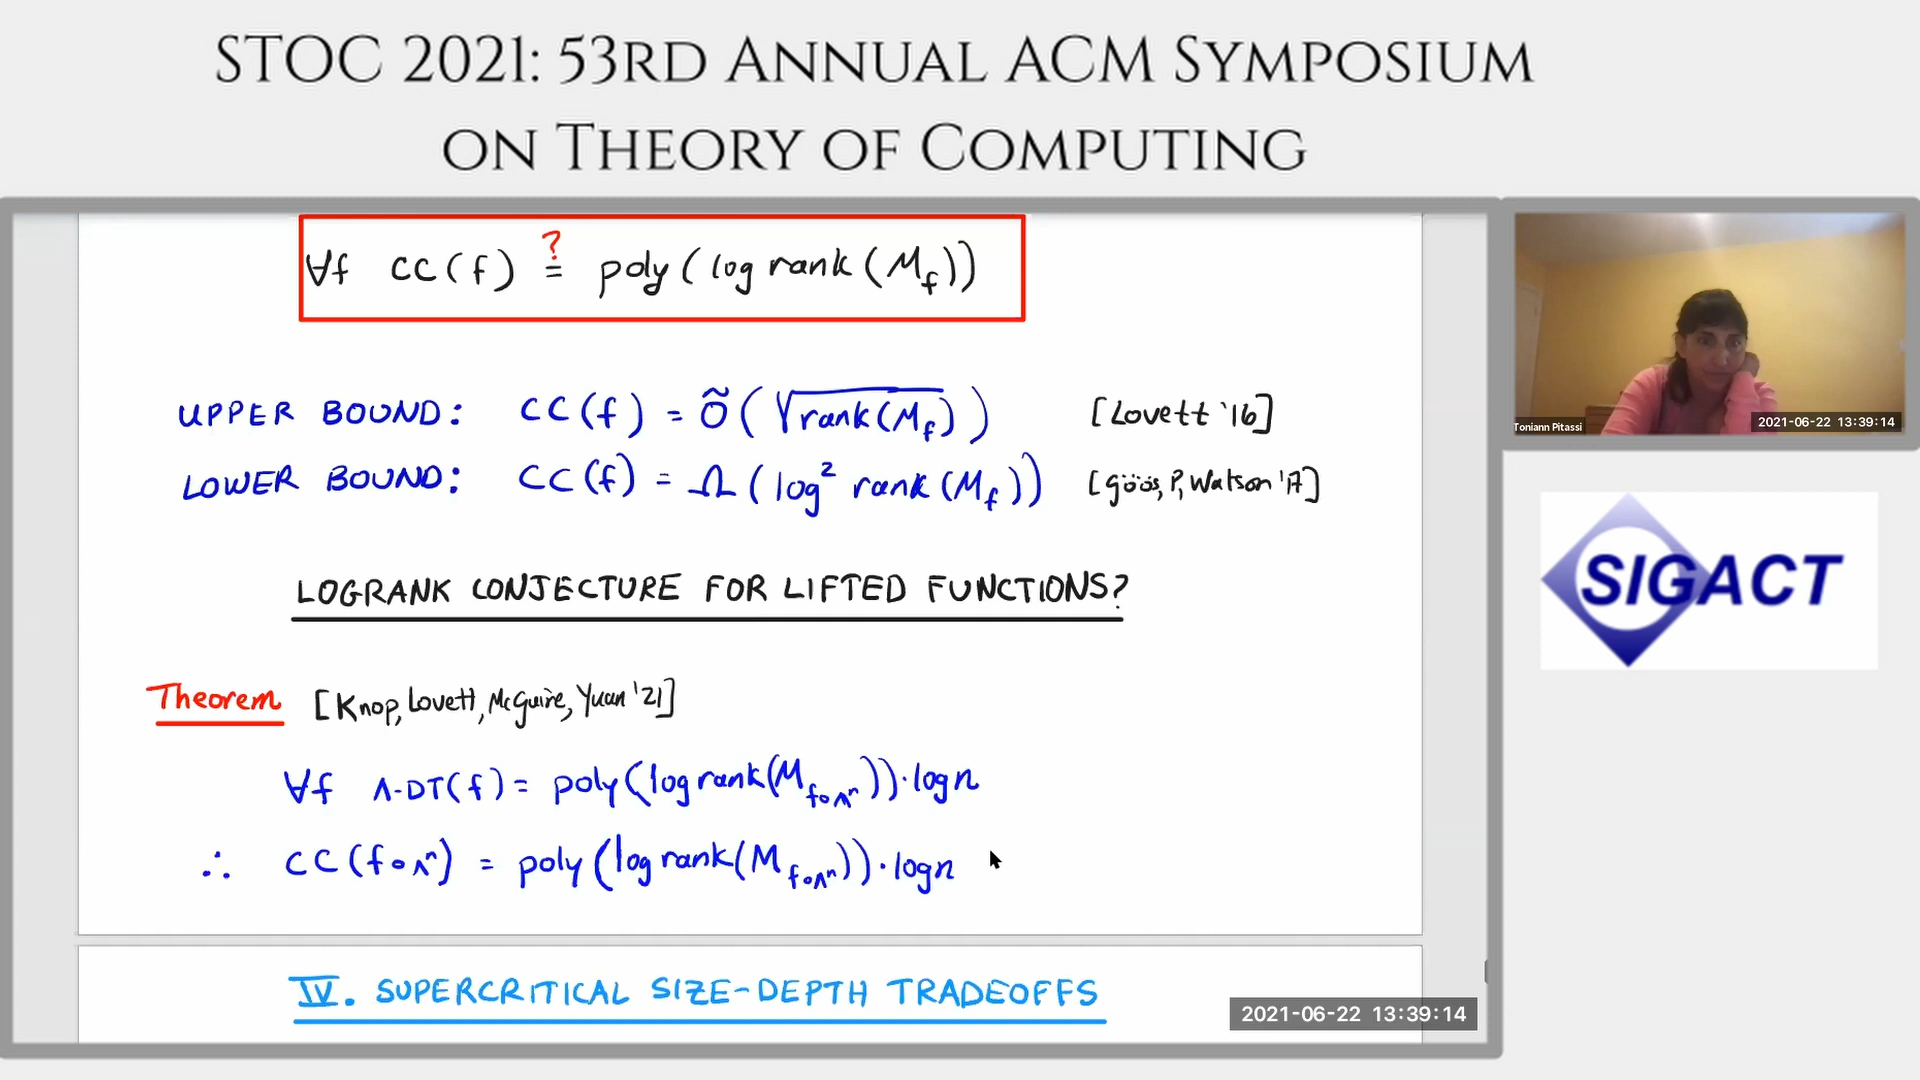 STOC 2021: 53RD ANNUAL ACM SYMPOSIUM
ON THEORY OF COMPUTING
∀f CC(f) ?= poly(log rank(M_f))
UPPER BOUND: CC(f) = Õ(√rank(M_f)) [Lovett '16]
LOWER BOUND: CC(f) = Ω(log² rank(M_f)) [Göös, P, Watson '17]
LOGRANK CONJECTURE FOR LIFTED FUNCTIONS?
Theorem [Knop, Lovett, McGuire, Yuan '21]
∀f ∧-DT(f) = poly(log rank(M_{f∘∧ⁿ}))·log n
∴ CC(f∘∧ⁿ) = poly(log rank(M_{f∘∧ⁿ}))·log n
IV. SUPERCRITICAL SIZE-DEPTH TRADEOFFS
2021-06-22 13:39:14
Toniann Pitassi
2021-06-22 13:39:14
SIGACT